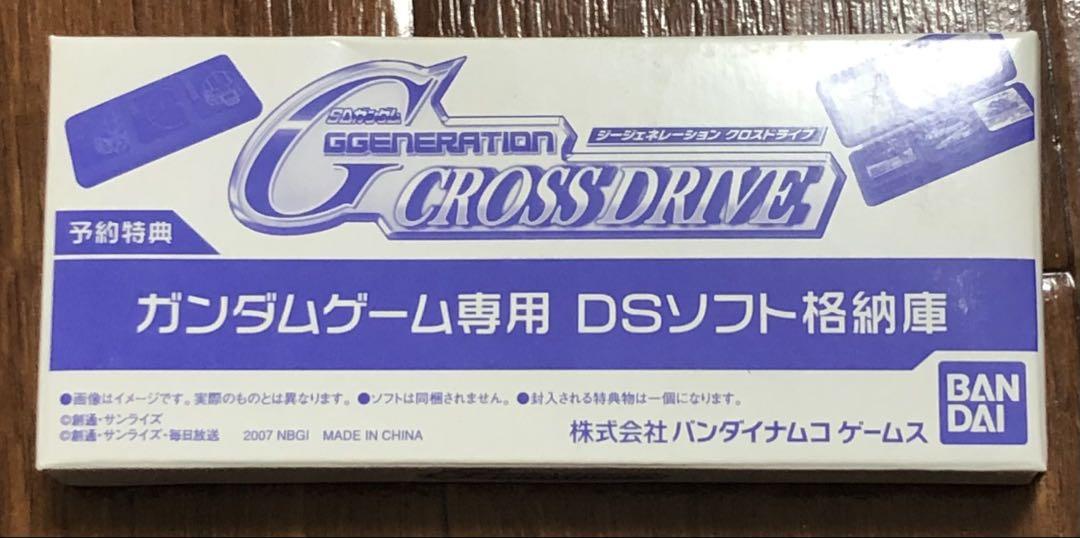 SDガンダム
GGENERATION
ジージェネレーション クロスドライブ
CROSS DRIVE
予約特典
ガンダムゲーム専用 DSソフト格納庫
●画像はイメージです。実際のものとは異なります。 ●ソフトは同梱されません。 ●封入される特典物は一個になります。
©創通・サンライズ
©創通・サンライズ・毎日放送 2007 NBGI MADE IN CHINA
株式会社 バンダイナムコ ゲームス
BAN
DAI